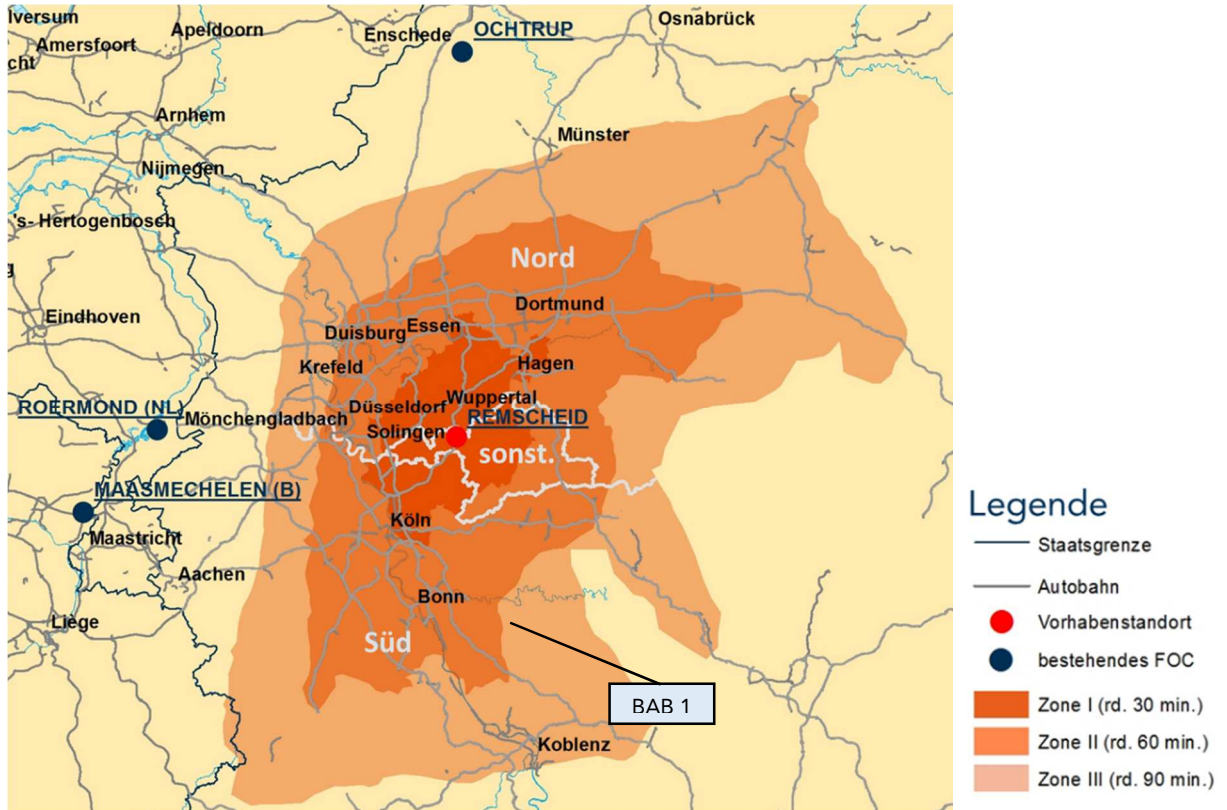 lversum
Apeldoorn
Enschede
OCHTRUP
Osnabrück
Amersfoort
cht
Arnhem
Münster
Nijmegen
's- Hertogenbosch
g
Nord
Eindhoven
Dortmund
Duisburg
Essen
Krefeld
Hagen
ROERMOND (NL)
Mönchengladbach
Düsseldorf
Wuppertal
REMSCHEID
Solingen
sonst.
MAASMECHELEN (B)
Köln
Maastricht
Aachen
Bonn
Liège
Süd
BAB 1
Koblenz
Legende
Staatsgrenze
Autobahn
Vorhabenstandort
bestehendes FOC
Zone I (rd. 30 min.)
Zone II (rd. 60 min.)
Zone III (rd. 90 min.)